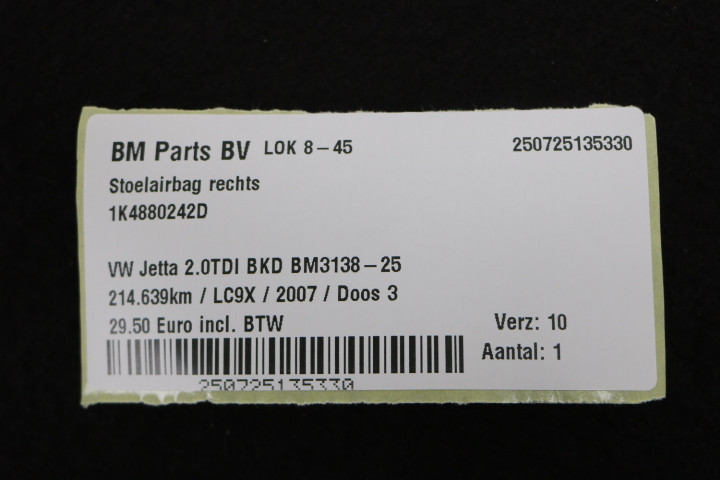 BM Parts BV LOK 8-45 250725135330
Stoelairbag rechts
1K4880242D
VW Jetta 2.0TDI BKD BM3138-25
214.639km / LC9X / 2007 / Doos 3
29.50 Euro incl. BTW Verz: 10
Aantal: 1
250725135330